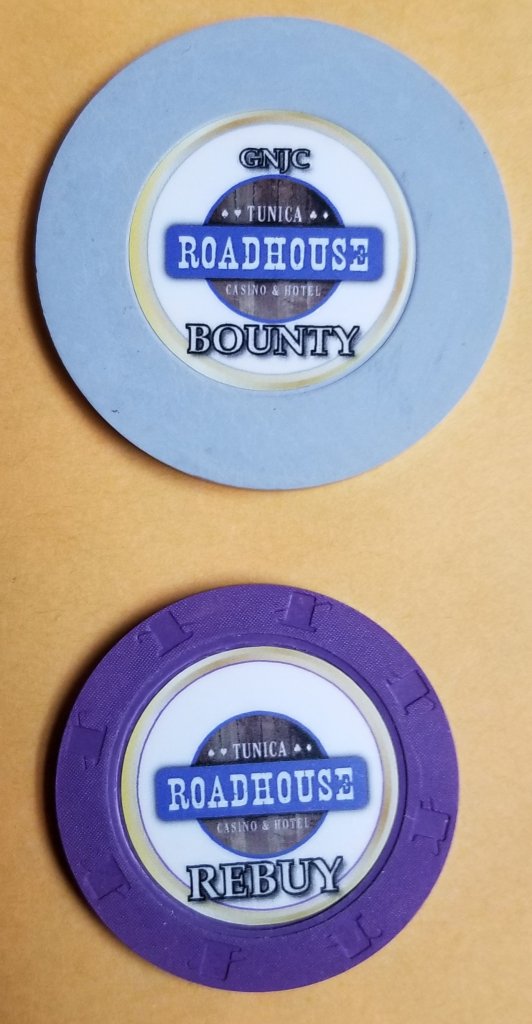 GNJC
TUNICA
ROADHOUSE
CASINO & HOTEL
BOUNTY
TUNICA
ROADHOUSE
CASINO & HOTEL
REBUY